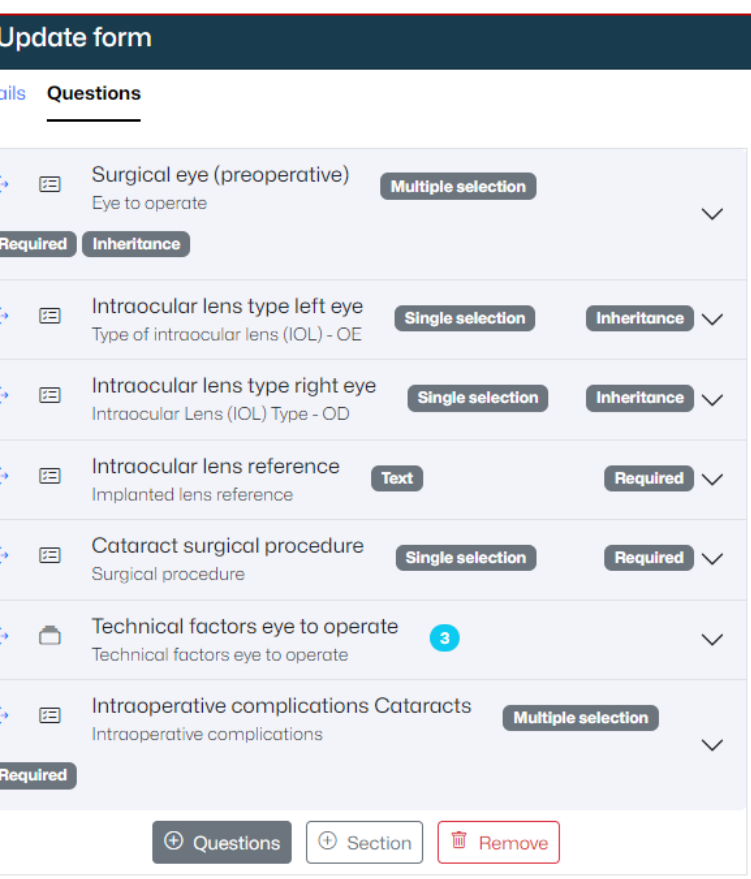 Update form
ails Questions
Surgical eye (preoperative) Multiple selection
Eye to operate
Required Inheritance
Intraocular lens type left eye Single selection Inheritance
Type of intraocular lens (IOL) - OE
Intraocular lens type right eye Single selection Inheritance
Intraocular Lens (IOL) Type - OD
Intraocular lens reference Text Required
Implanted lens reference
Cataract surgical procedure Single selection Required
Surgical procedure
Technical factors eye to operate 3
Technical factors eye to operate
Intraoperative complications Cataracts Multiple selection
Intraoperative complications
Required
Questions Section Remove